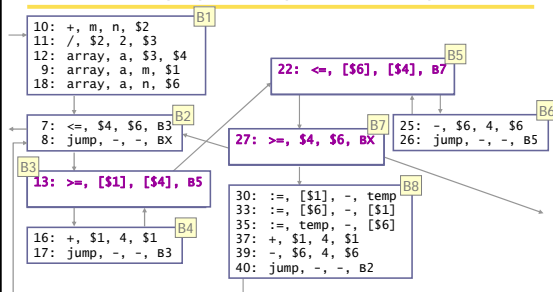 B1
10: +, m, n, $2
11: /, $2, 2, $3
12: array, a, $3, $4
9: array, a, m, $1
18: array, a, n, $6
B2
7: <=, $4, $6, B3
8: jump, -, -, BX
B3
13: >=, [$1], [$4], B5
B4
16: +, $1, 4, $1
17: jump, -, -, B3
B5
22: <=, [$6], [$4], B7
B6
25: -, $6, 4, $6
26: jump, -, -, B5
B7
27: >=, $4, $6, BX
B8
30: :=, [$1], -, temp
33: :=, [$6], -, [$1]
35: :=, temp, -, [$6]
37: +, $1, 4, $1
39: -, $6, 4, $6
40: jump, -, -, B2